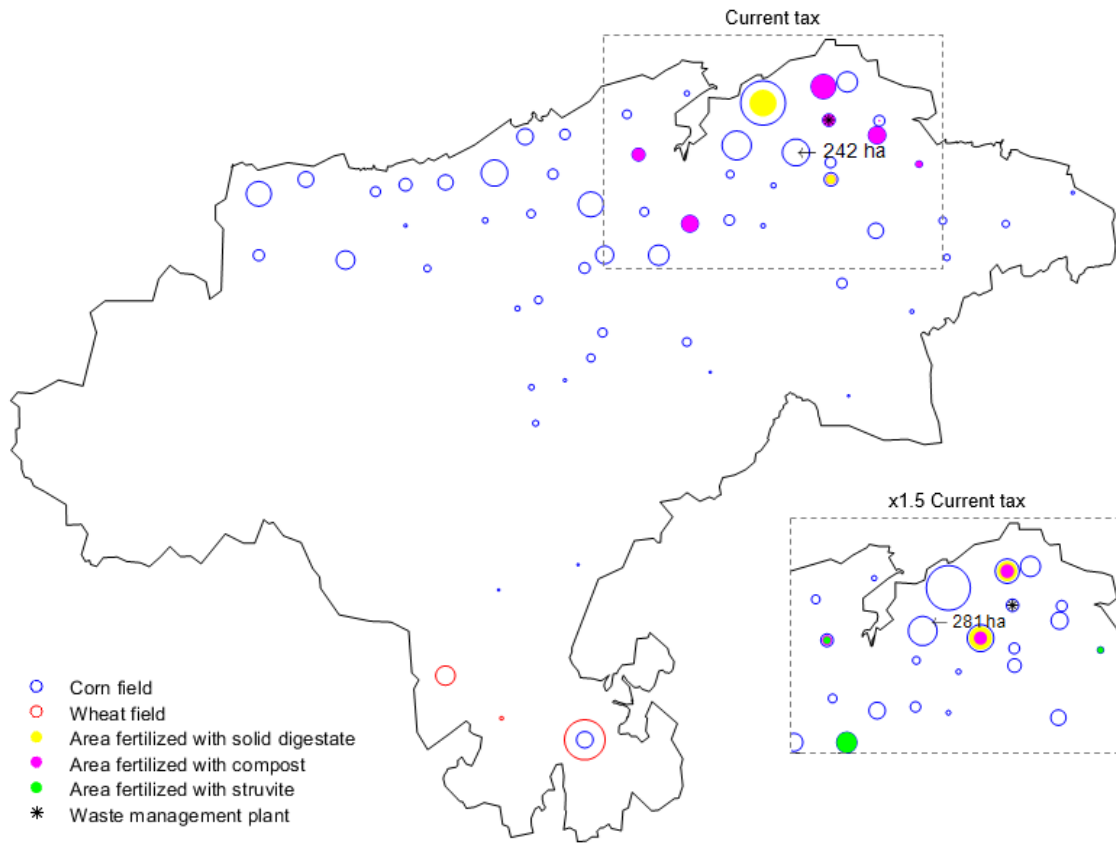 Current tax
← 242 ha
x1.5 Current tax
← 281 ha
Corn field
Wheat field
Area fertilized with solid digestate
Area fertilized with compost
Area fertilized with struvite
Waste management plant